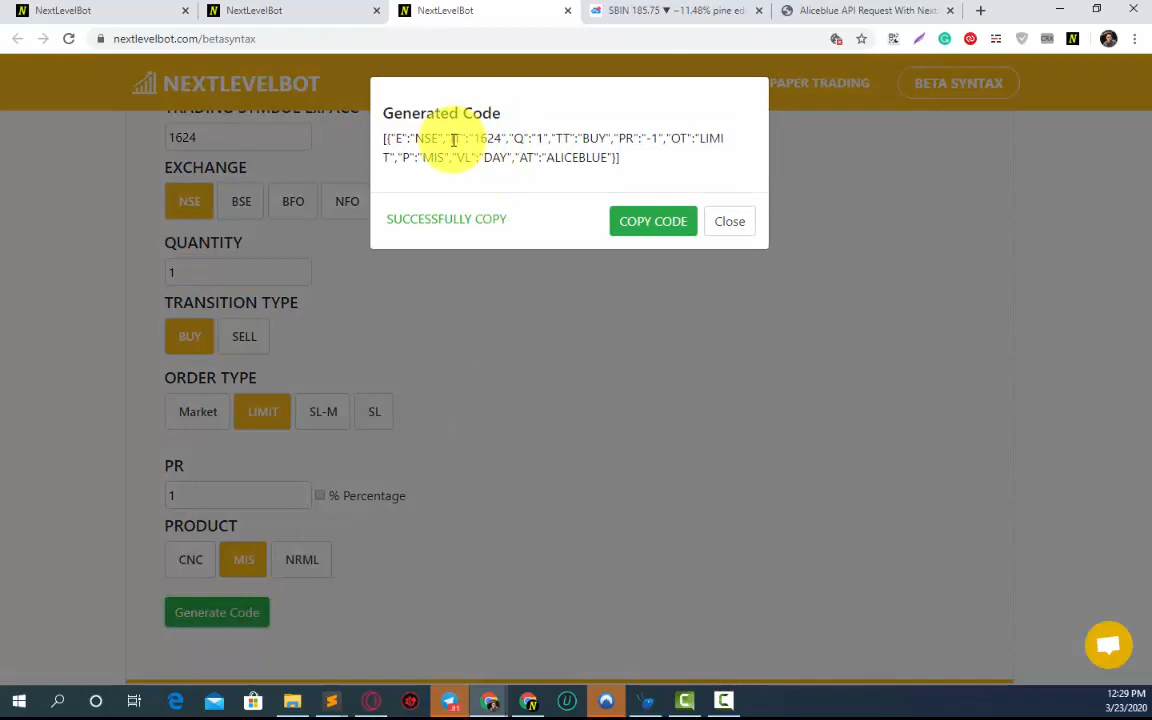 NextLevelBot
NextLevelBot
NextLevelBot
SBIN 185.75 ▼ −11.48% pine ed
Aliceblue API Request With Next
nextlevelbot.com/betasyntax
NEXTLEVELBOT
PAPER TRADING
BETA SYNTAX
1624
EXCHANGE
NSE
BSE
BFO
NFO
QUANTITY
1
TRANSITION TYPE
BUY
SELL
ORDER TYPE
Market
LIMIT
SL-M
SL
PR
1
% Percentage
PRODUCT
CNC
MIS
NRML
Generate Code
Generated Code
[{"E":"NSE","T":"1624","Q":"1","TT":"BUY","PR":"-1","OT":"LIMI
T","P":"MIS","VL":"DAY","AT":"ALICEBLUE"}]
SUCCESSFULLY COPY
COPY CODE
Close
12:29 PM
3/23/2020